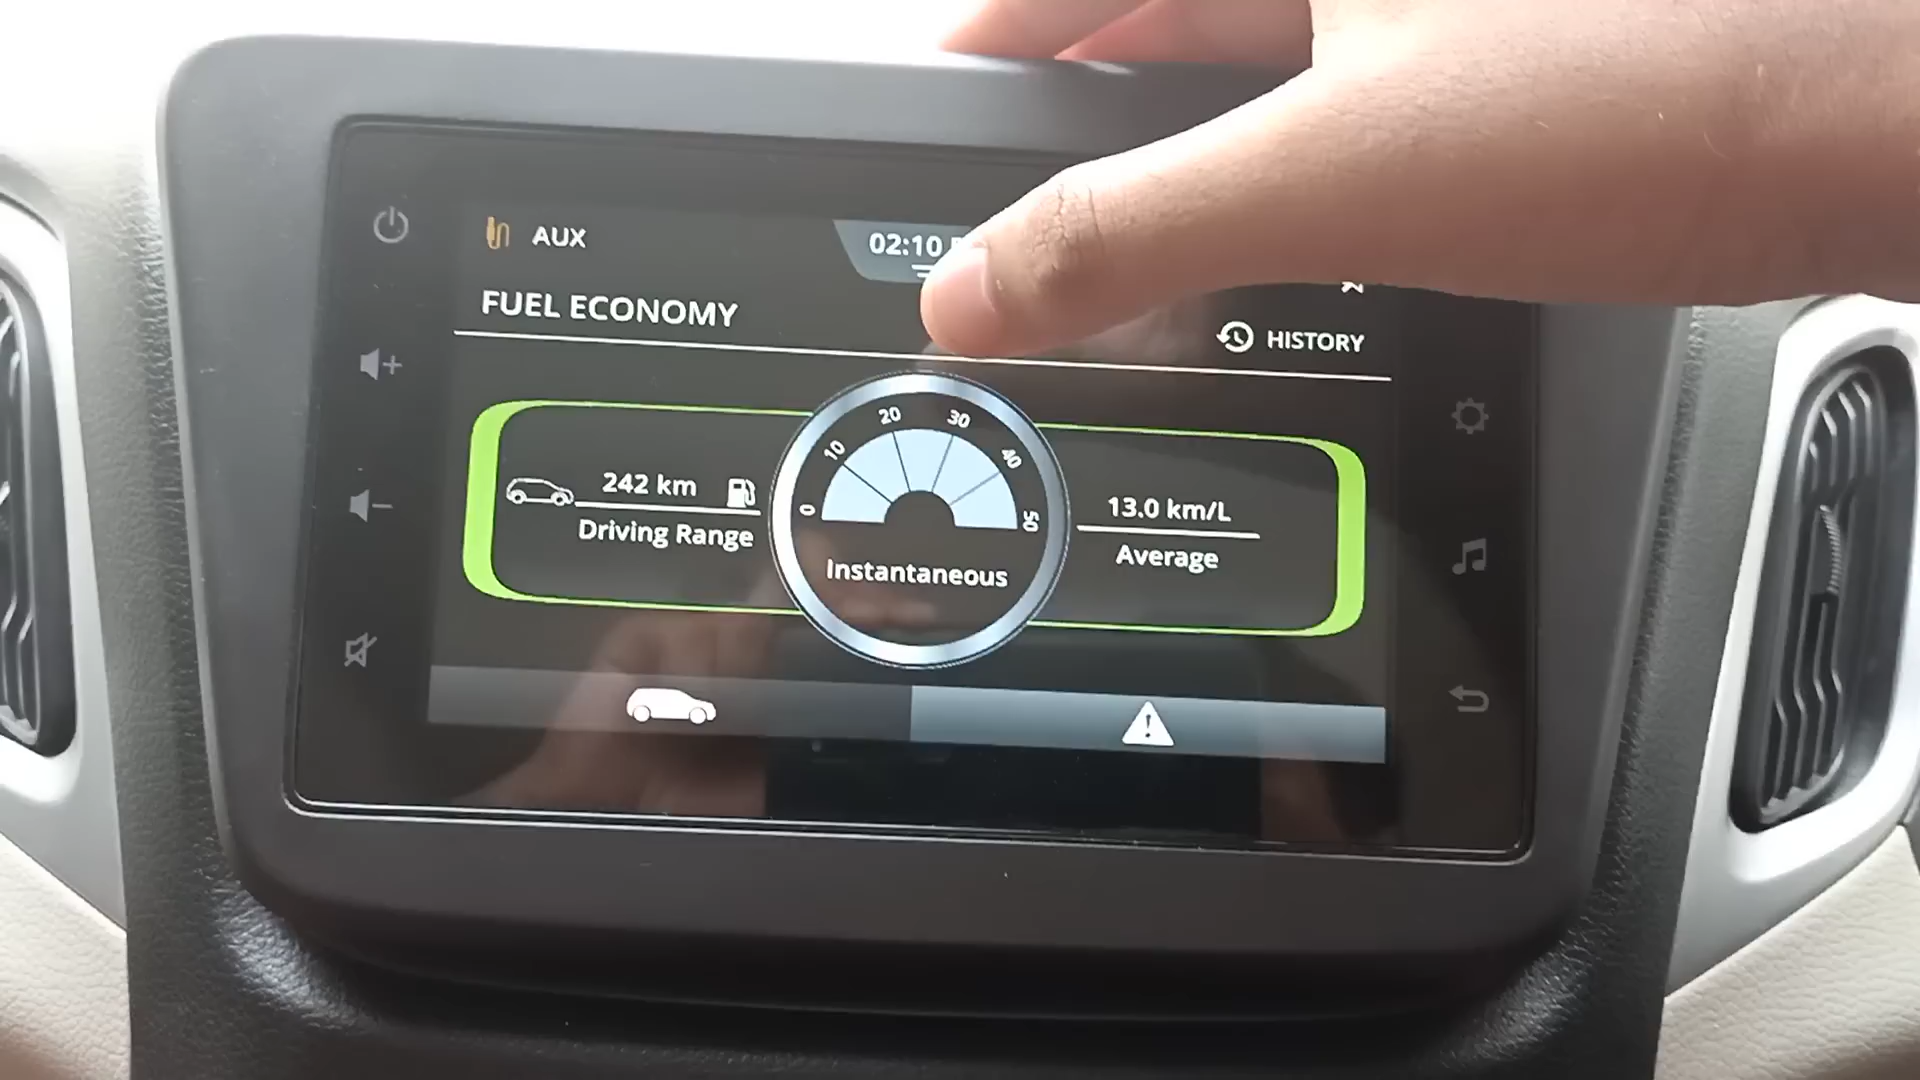 AUX
02:10
FUEL ECONOMY
HISTORY
0 10 20 30 40 50
242 km
Driving Range
Instantaneous
13.0 km/L
Average